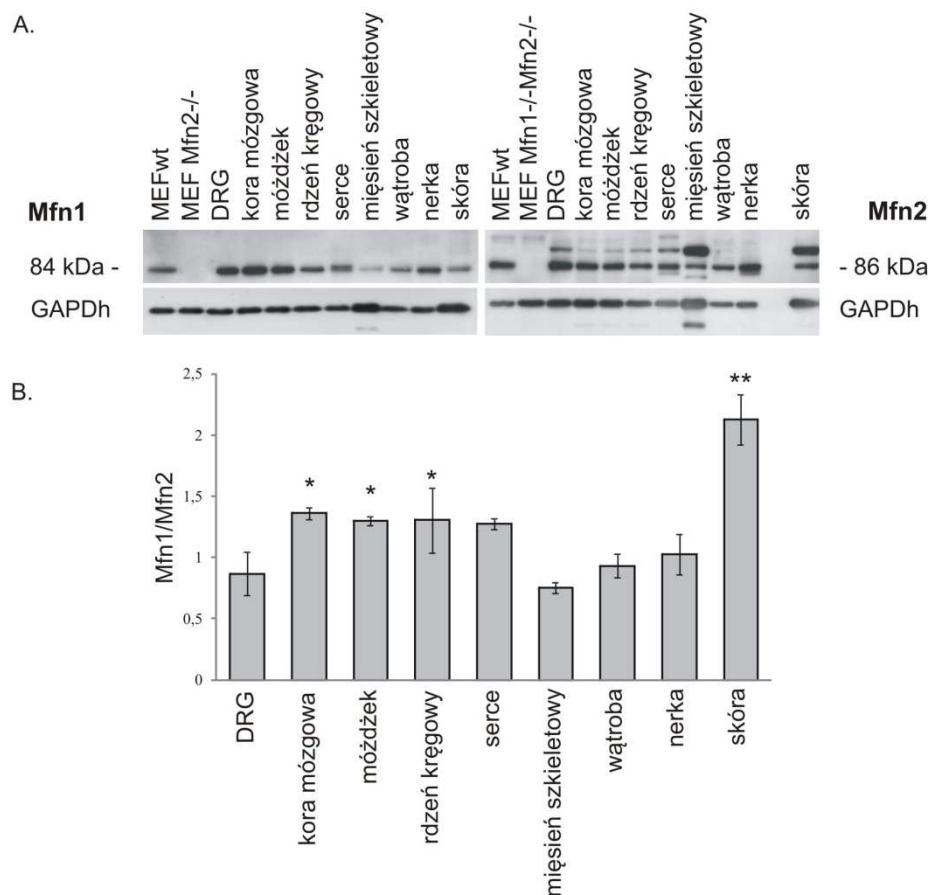 A.
MEFwt
MEF Mfn2-/-
DRG
kora mózgowa
móżdżek
rdzeń kręgowy
serce
mięsień szkieletowy
wątroba
nerka
skóra
MEFwt
MEF Mfn1-/-Mfn2-/-
DRG
kora mózgowa
móżdżek
rdzeń kręgowy
serce
mięsień szkieletowy
wątroba
nerka
skóra
Mfn1
Mfn2
84 kDa -
- 86 kDa
GAPDh
GAPDh
B.
Mfn1/Mfn2
2,5
2
1,5
1
0,5
0
*
*
*
**
DRG
kora mózgowa
móżdżek
rdzeń kręgowy
serce
mięsień szkieletowy
wątroba
nerka
skóra